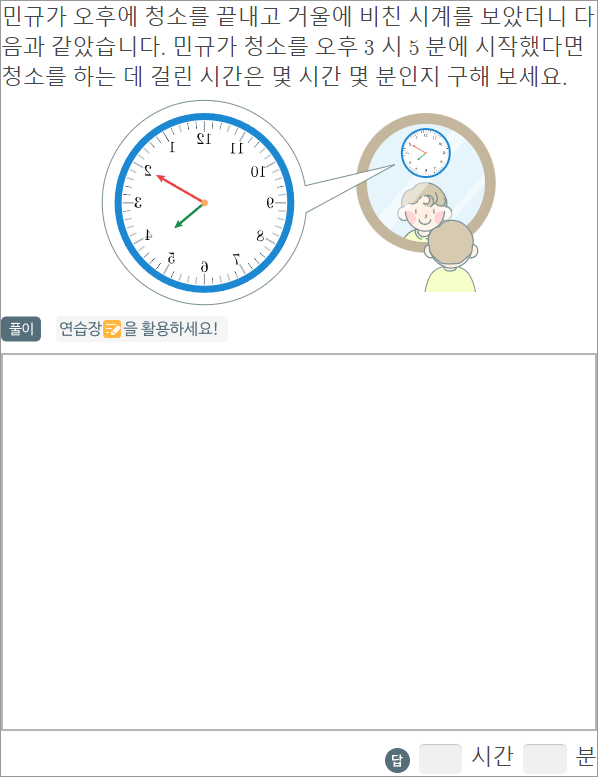 민규가 오후에 청소를 끝내고 거울에 비친 시계를 보았더니 다
음과 같았습니다. 민규가 청소를 오후 3 시 5 분에 시작했다면
청소를 하는 데 걸린 시간은 몇 시간 몇 분인지 구해 보세요.
12
1 11
2 10
3 9
4 8
5 7
6
풀이 연습장을 활용하세요!
답 시간 분